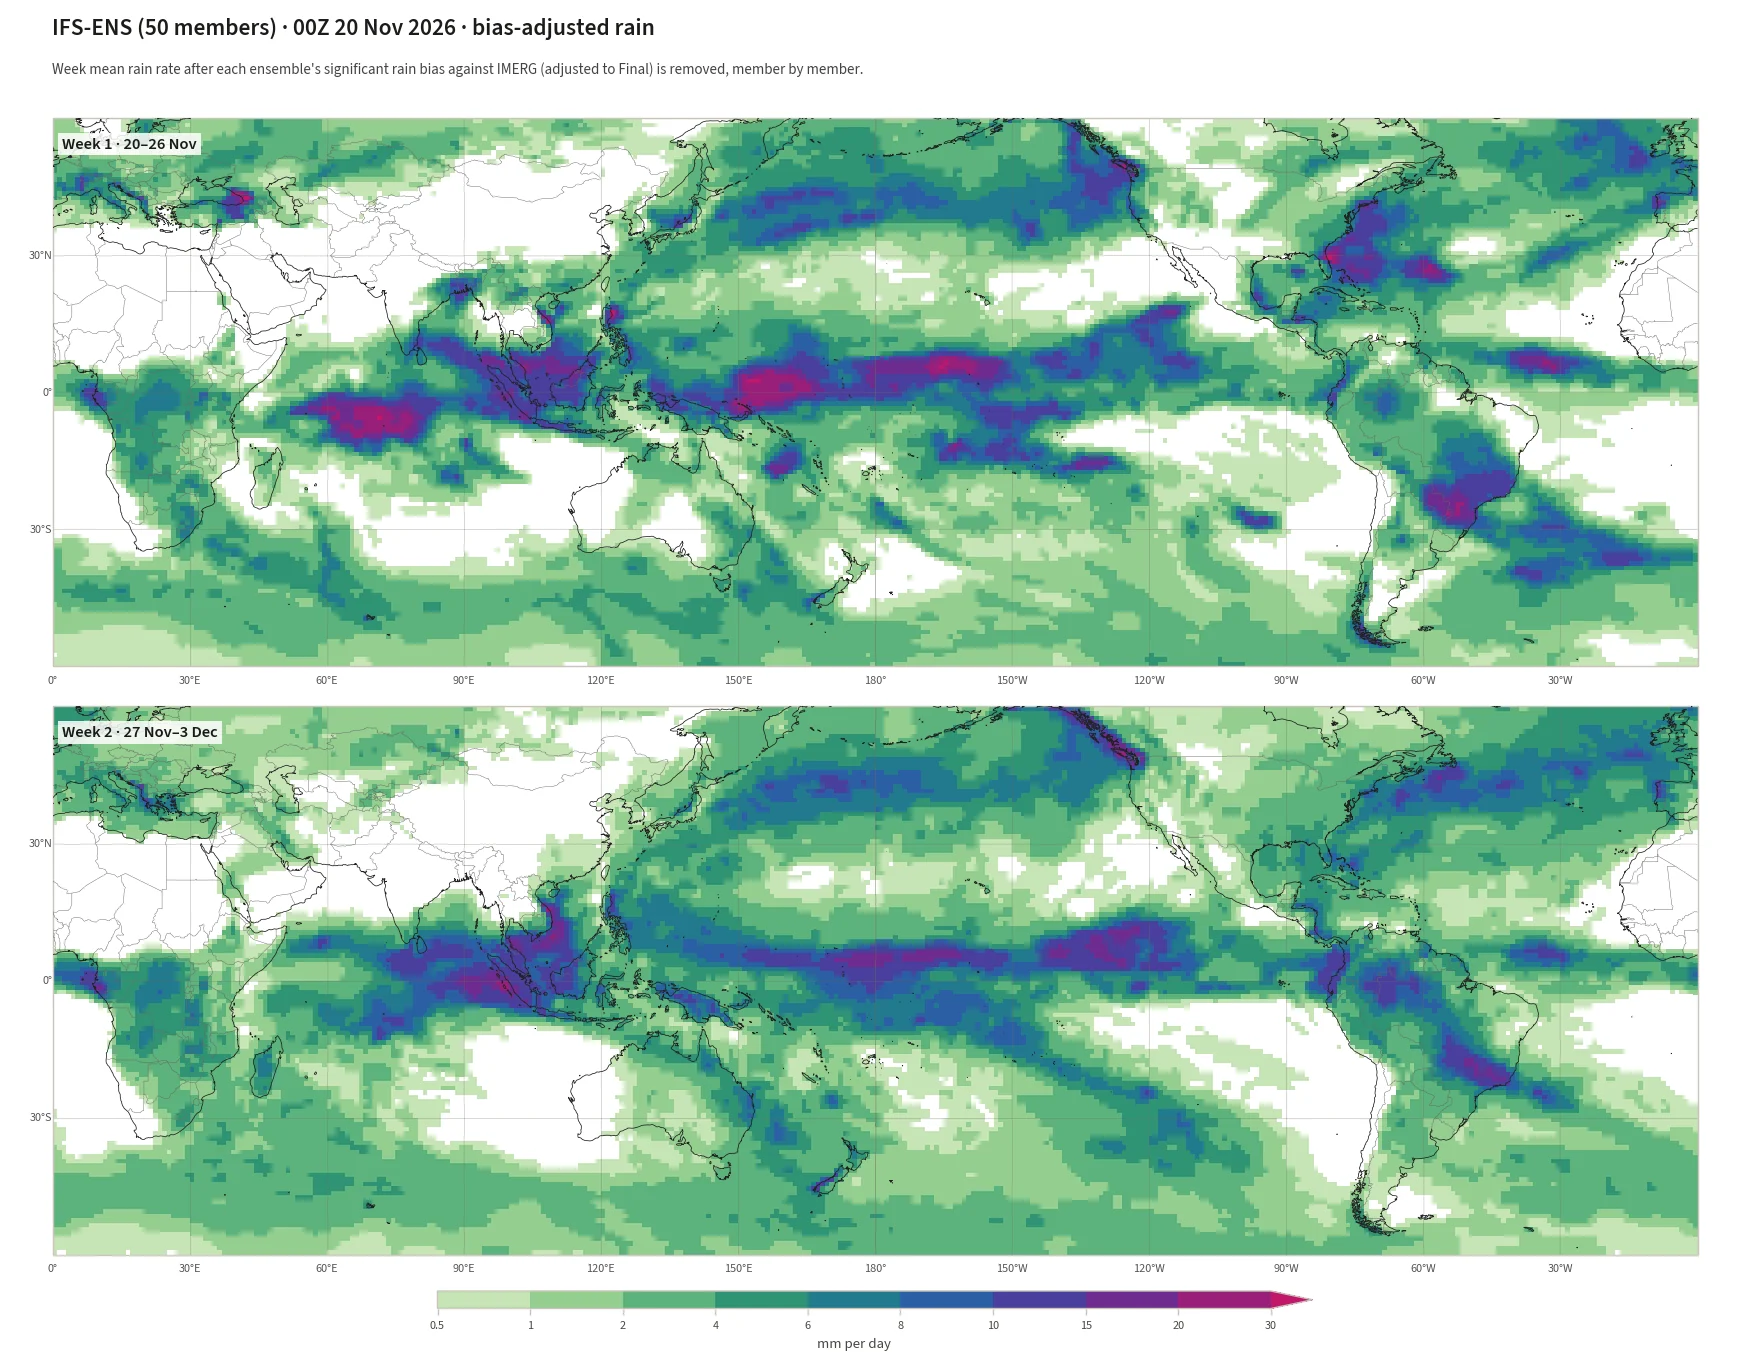 IFS-ENS (50 members) · 00Z 20 Nov 2026 · bias-adjusted rain
Week mean rain rate after each ensemble's significant rain bias against IMERG (adjusted to Final) is removed, member by member.
Week 1 · 20–26 Nov
30°N
0°
30°S
0° 30°E 60°E 90°E 120°E 150°E 180° 150°W 120°W 90°W 60°W 30°W
Week 2 · 27 Nov–3 Dec
30°N
0°
30°S
0° 30°E 60°E 90°E 120°E 150°E 180° 150°W 120°W 90°W 60°W 30°W
0.5 1 2 4 6 8 10 15 20 30
mm per day